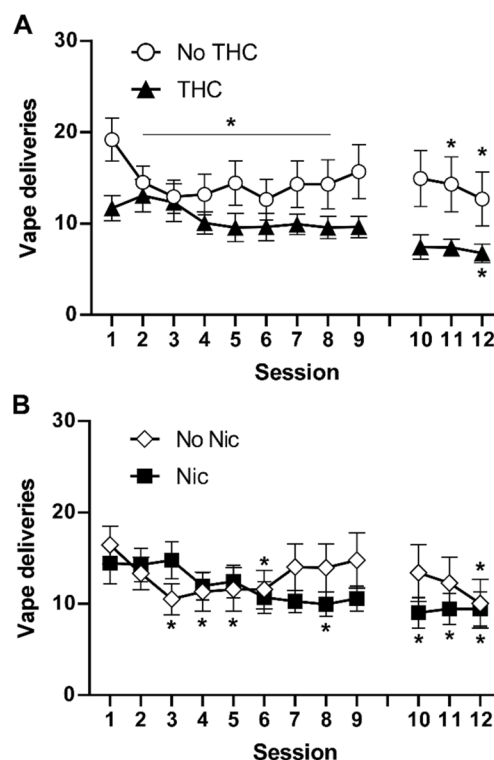 A
30
20
10
0
Vape deliveries
No THC
THC
*
* *
*
1 2 3 4 5 6 7 8 9 10 11 12
Session
B
30
20
10
0
Vape deliveries
No Nic
Nic
* *
* * * * * * *
1 2 3 4 5 6 7 8 9 10 11 12
Session